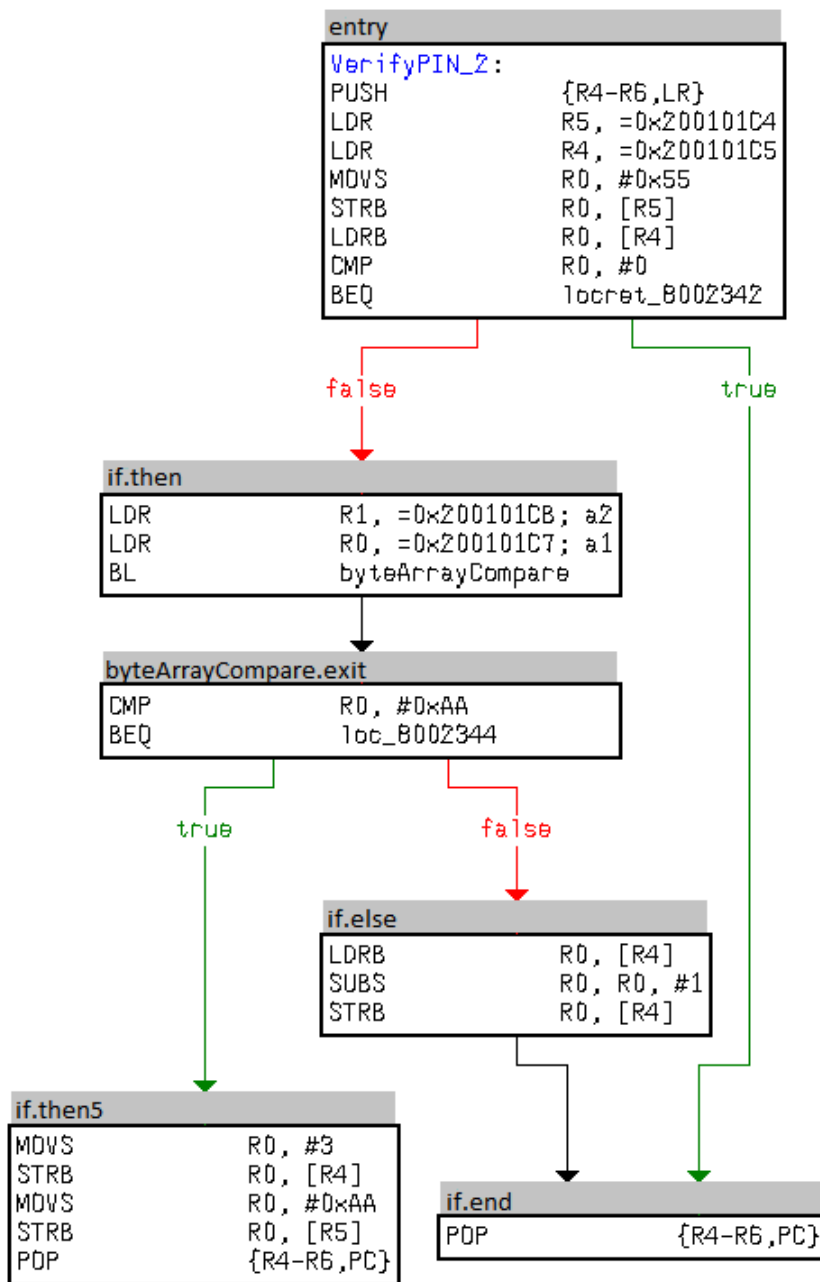 entry
VerifyPIN_2:
PUSH {R4-R6,LR}
LDR R5, =0x200101C4
LDR R4, =0x200101C5
MOVS R0, #0x55
STRB R0, [R5]
LDRB R0, [R4]
CMP R0, #0
BEQ locret_8002342
false
true
if.then
LDR R1, =0x200101CB; a2
LDR R0, =0x200101C7; a1
BL byteArrayCompare
byteArrayCompare.exit
CMP R0, #0xAA
BEQ loc_8002344
true
false
if.else
LDRB R0, [R4]
SUBS R0, R0, #1
STRB R0, [R4]
if.then5
MOVS R0, #3
STRB R0, [R4]
MOVS R0, #0xAA
STRB R0, [R5]
POP {R4-R6,PC}
if.end
POP {R4-R6,PC}